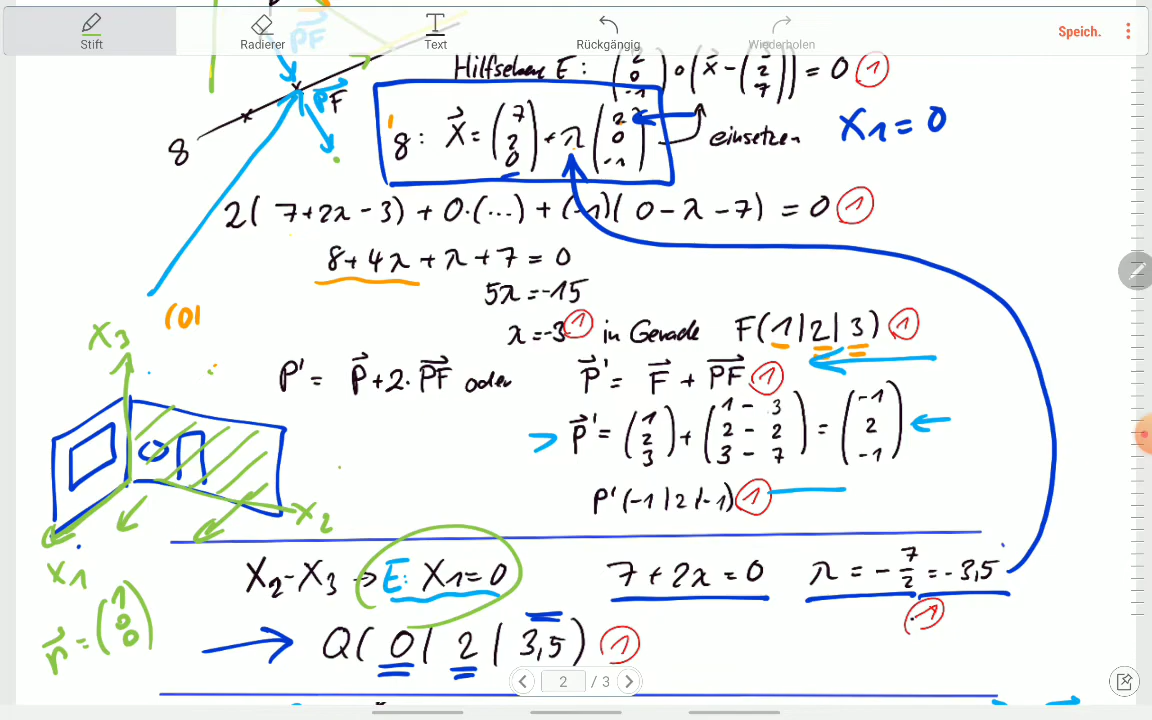 Stift Radierer Text Rückgängig Wiederholen Speich.
PF
Hilfsebene E: (2 0 -1) ∘ (x⃗ - (3 2 7)) = 0 ①
PF
g: X⃗ = (7 2 0) + λ (2 0 -1) einsetzen X₁ = 0
g
2(7+2λ-3) + 0·(...) + (-1)(0-λ-7) = 0 ①
8+4λ+λ+7 = 0
5λ = -15
λ = -3 ① in Gerade F(1|2|3) ①
(0|
X3
P' = P⃗+2·PF oder P⃗' = F⃗ + PF ①
P⃗' = (1 2 3) + (1-3 2-2 3-7) = (-1 2 -1)
P'(-1|2|-1) ①
X2
X1
X2-X3 → E: X1=0 7+2λ=0 λ = -7/2 = -3,5
①
r⃗ = (1 0 0)
Q(0|2|3,5) ①
2 / 3